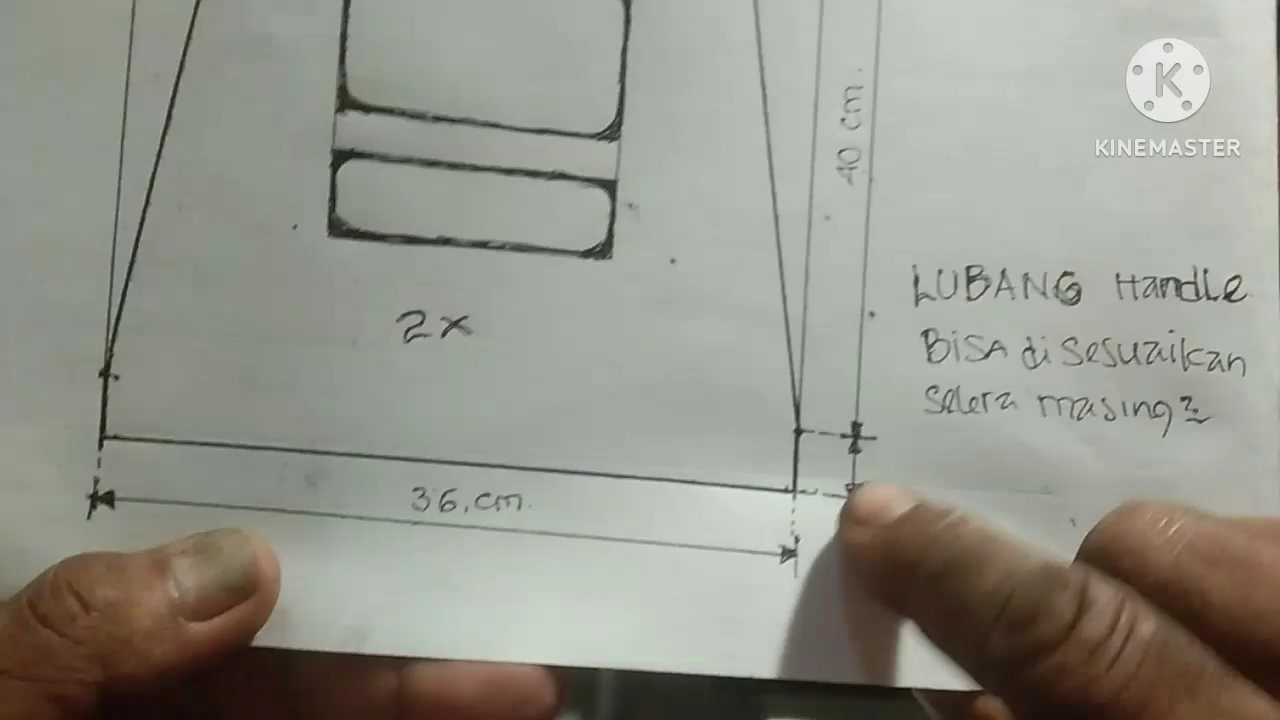 K
KINEMASTER
40 cm.
LUBANG HandLe
BiSA di Sesuaikan
Selera masing2
2x
36, cm.